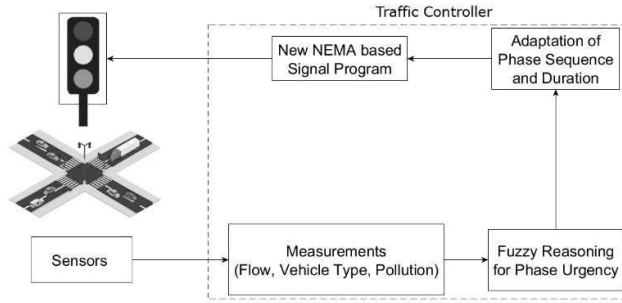 Traffic Controller
New NEMA based
Signal Program
Adaptation of
Phase Sequence
and Duration
Sensors
Measurements
(Flow, Vehicle Type, Pollution)
Fuzzy Reasoning
for Phase Urgency